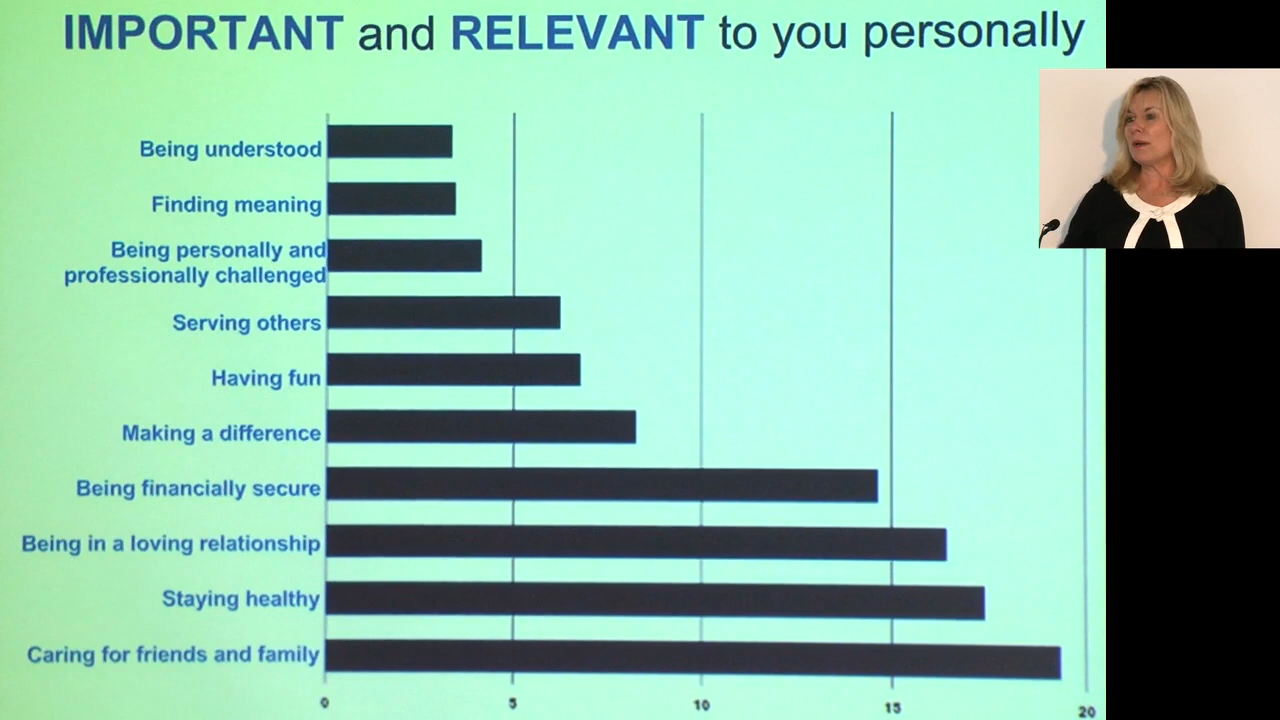 IMPORTANT and RELEVANT to you personally
Being understood
Finding meaning
Being personally and
professionally challenged
Serving others
Having fun
Making a difference
Being financially secure
Being in a loving relationship
Staying healthy
Caring for friends and family
0 5 10 15 20